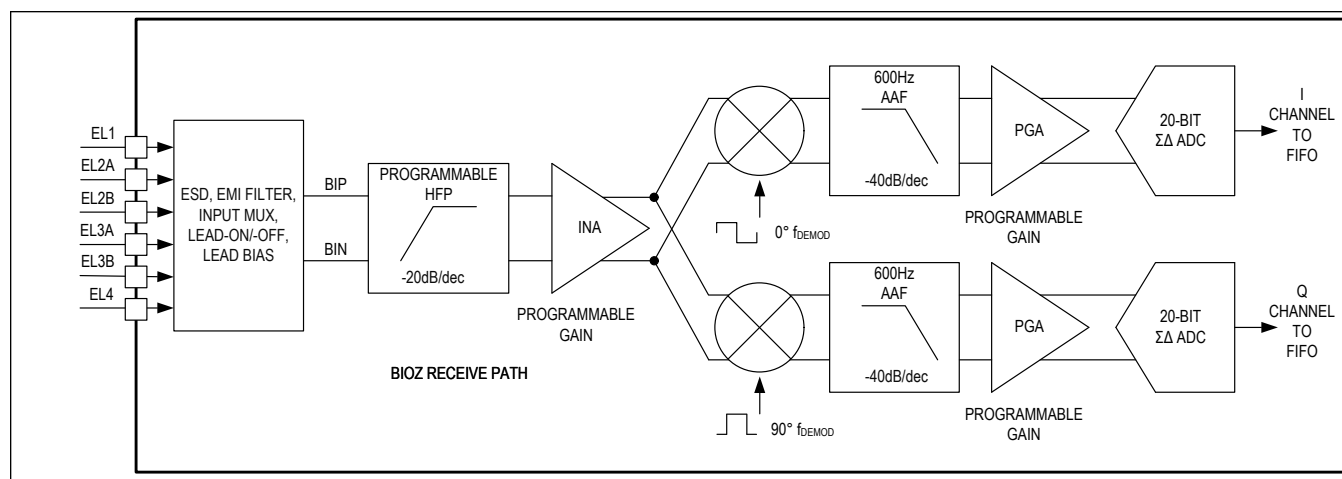 EL1
EL2A
EL2B
EL3A
EL3B
EL4
ESD, EMI FILTER,
INPUT MUX,
LEAD-ON/-OFF,
LEAD BIAS
BIP
BIN
PROGRAMMABLE
HFP
-20dB/dec
INA
PROGRAMMABLE
GAIN
BIOZ RECEIVE PATH
0° fDEMOD
600Hz
AAF
-40dB/dec
PGA
PROGRAMMABLE
GAIN
20-BIT
ΣΔ ADC
I
CHANNEL
TO
FIFO
90° fDEMOD
600Hz
AAF
-40dB/dec
PGA
PROGRAMMABLE
GAIN
20-BIT
ΣΔ ADC
Q
CHANNEL
TO
FIFO